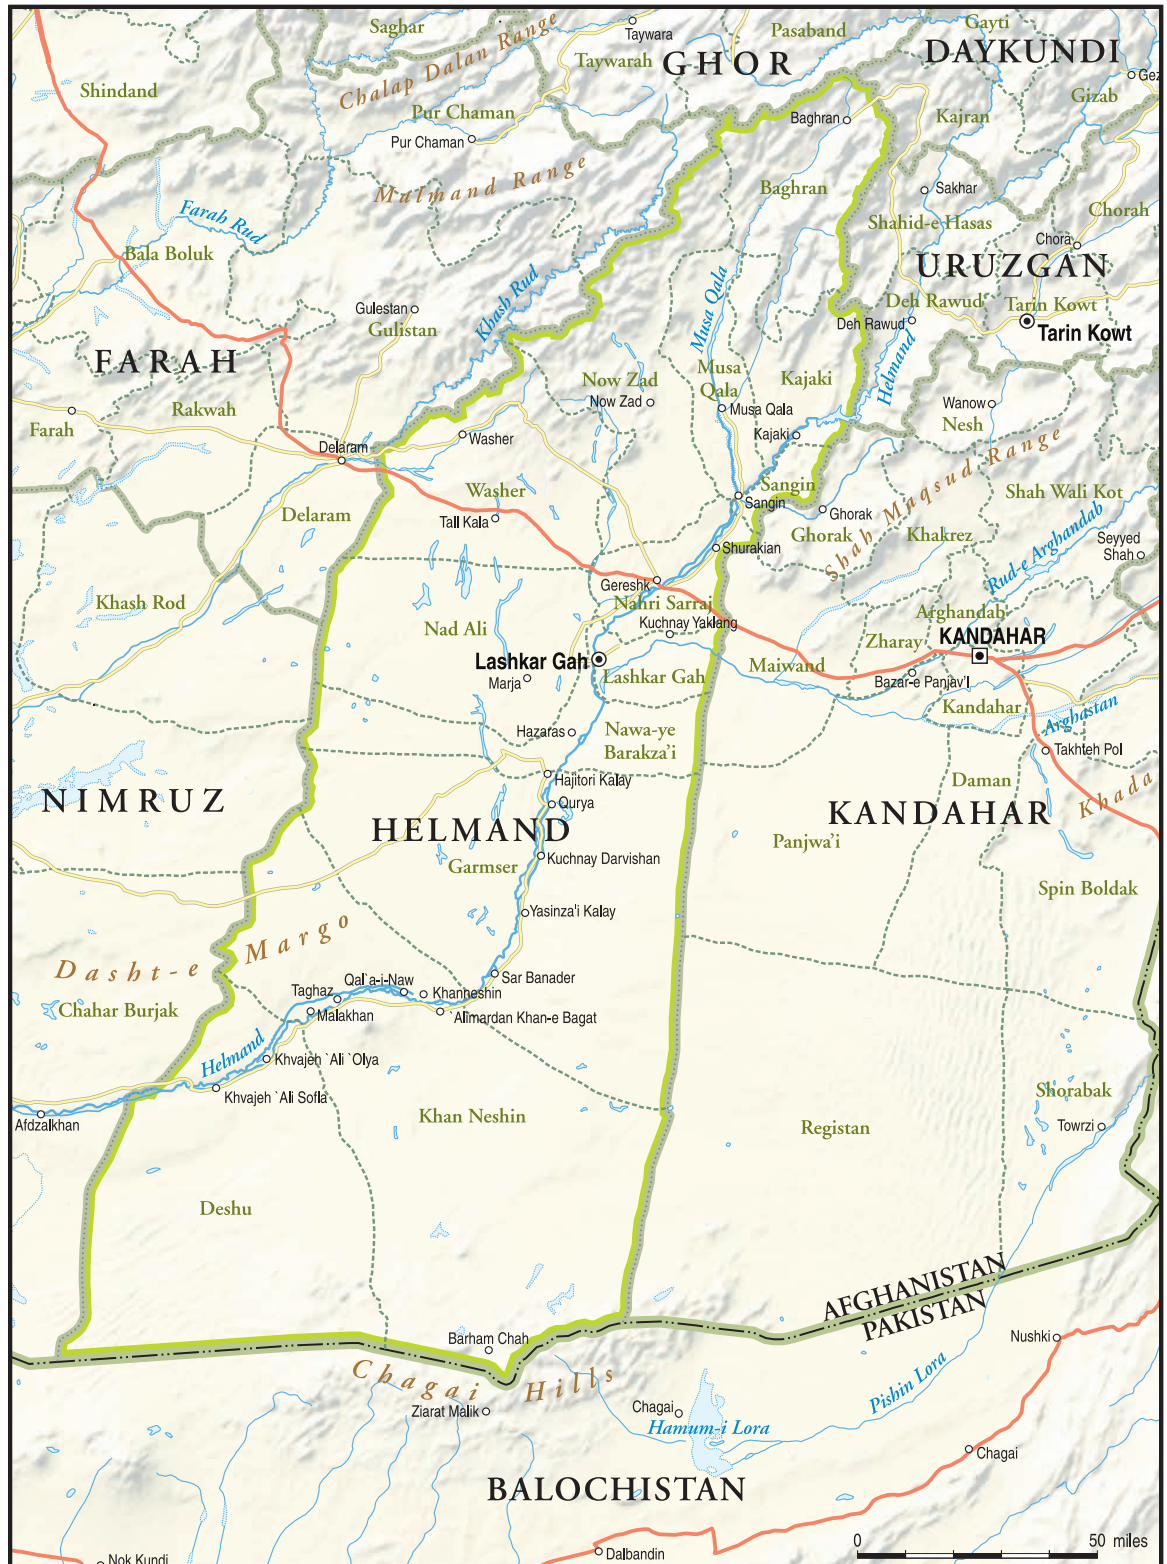 Saghar
Chalap Dalan Range
Taywara
Taywarah
GHOR
Pasaband
Gayti
DAYKUNDI
Gizab
Shindand
Pur Chaman
Pur Chaman
Baghran
Kajran
Malmand Range
Baghran
Sakhar
Chorah
Farah Rud
Shahid-e Hasas
Bala Boluk
Chora
URUZGAN
Khash Rud
Musa Qala
Gulestan
Gulistan
Deh Rawud
Tarin Kowt
Deh Rawud
Tarin Kowt
FARAH
Helmand
Now Zad
Now Zad
Musa
Qala
Kajaki
Rakwah
Farah
Musa Qala
Wanow
Nesh
Delaram
Washer
Kajaki
Shah Maqsud Range
Washer
Sangin
Sangin
Shah Wali Kot
Delaram
Tall Kala
Ghorak
Ghorak
Khakrez
Rud-e Arghandab
Seyyed
Shah
Shurakian
Khash Rod
Gereshk
Nahri Sarraj
Arghandab
Nad Ali
Kuchnay Yaklang
Zharay
KANDAHAR
Lashkar Gah
Maiwand
Marja
Lashkar Gah
Bazar-e Panjav'I
Kandahar
Arghastan
Hazaras
Nawa-ye
Barakza'i
Takhteh Pol
Hajitori Kalay
Daman
Khada
NIMRUZ
Qurya
HELMAND
KANDAHAR
Panjwa'i
Garmser
Kuchnay Darvishan
Spin Boldak
Yasinza'i Kalay
Dasht-e Margo
Sar Banader
Qal`a-i-Naw
Taghaz
Khanheshin
Chahar Burjak
Malakhan
`Alimardan Khan-e Bagat
Helmand
Khvajeh `Ali `Olya
Khvajeh `Ali Sofla
Afdzalkhan
Khan Neshin
Shorabak
Registan
Towrzi
Deshu
AFGHANISTAN
PAKISTAN
Barham Chah
Nushki
Chagai Hills
Pishin Lora
Ziarat Malik
Chagai
Hamum-i Lora
Chagai
BALOCHISTAN
0 50 miles
Dalbandin
Nok Kundi